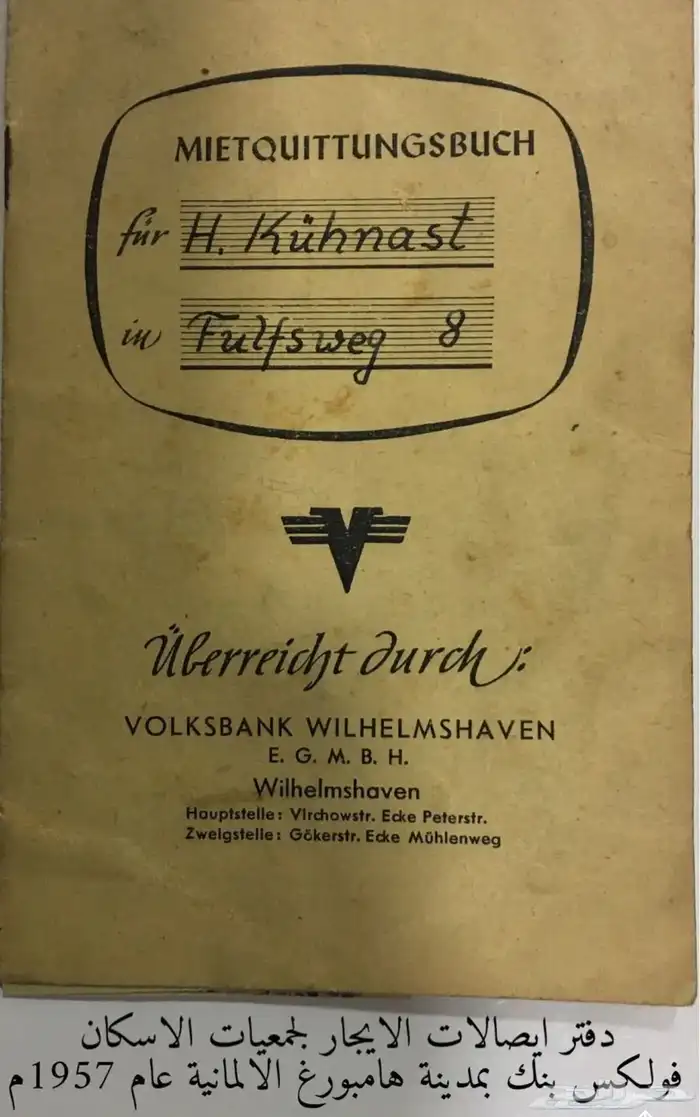 MIETQUITTUNGSBUCH
für H. Kühnast
in Fulfsweg 8
Überreicht durch:
VOLKSBANK WILHELMSHAVEN
E. G. M. B. H.
Wilhelmshaven
Hauptstelle: Virchowstr. Ecke Peterstr.
Zweigstelle: Gökerstr. Ecke Mühlenweg
دفتر ايصالات الايجار لجمعيات الاسكان
فولكس بنك بمدينة هامبورغ الالمانية عام 1957م